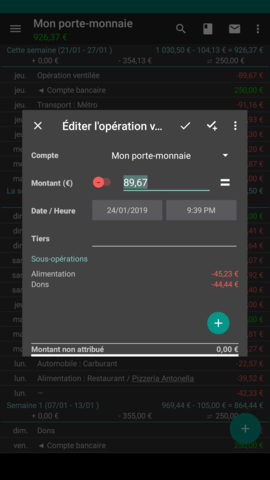 Mon porte-monnaie
926,37 €
Cette semaine (21/01 - 27/01 ) 1 030,50 € - 104,13 € = 926,37 €
+ 0,00 € - 354,13 € ⇌ 250,00 €
jeu. Opération ventilée -89,67 €
jeu. ◄ Compte bancaire 250,00 €
jeu. Transport : Métro -91,16 €
Éditer l'opération v…
Compte Mon porte-monnaie
Montant (€) 89,67
Date / Heure 24/01/2019 9:39 PM
Tiers
Sous-opérations
Alimentation -45,23 €
Dons -44,44 €
Montant non attribué 0,00 €
lun. Automobile : Carburant -22,57 €
lun. Alimentation : Restaurant / Pizzeria Antonella -39,52 €
lun. — -42,33 €
Semaine 1 (07/01 - 13/01 ) 969,44 € - 105,00 € = 864,44 €
+ 0,00 € - 355,00 € ⇌ 250,00 €
dim. Dons
ven. ◄ Compte bancaire 250,00 €